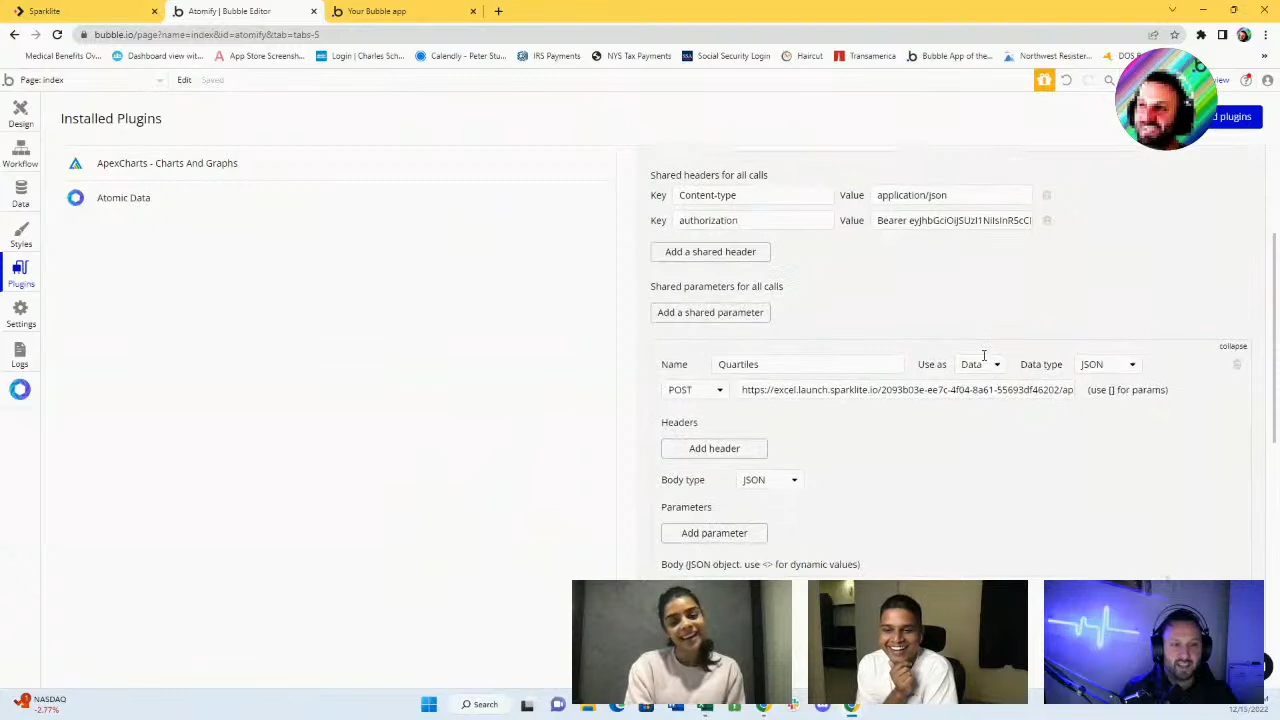 Sparklite
Atomify | Bubble Editor
Your Bubble app
bubble.io/page?name=index&id=atomify&tab=tabs-5
Medical Benefits Ov...
Dashboard view wit...
App Store Screensh...
Login | Charles Sch...
Calendly - Peter Stu...
IRS Payments
NYS Tax Payments
Social Security Login
Haircut
Transamerica
Bubble App of the...
Northwest Register...
Page: index
Edit
Saved
Design
Workflow
Data
Styles
Plugins
Settings
Logs
Installed Plugins
plugins
ApexCharts - Charts And Graphs
Atomic Data
Shared headers for all calls
Key Content-type Value application/json
Key authorization Value
Add a shared header
Shared parameters for all calls
Add a shared parameter
collapse
Name Quartiles Use as Data Data type JSON
POST https://excel.launch.sparklite.io/2093b03e-ee7c-4f04-8a61-55693df46202/ap (use [] for params)
Headers
Add header
Body type JSON
Parameters
Add parameter
Body (JSON object. use <> for dynamic values)
NASDAQ
-2.77%
Search
12/15/2022